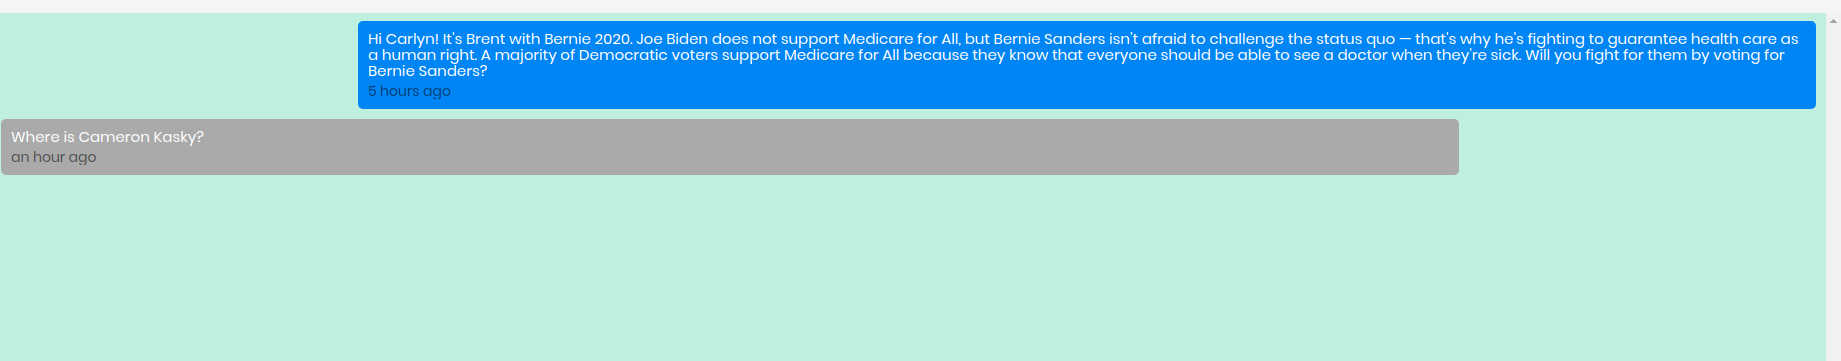 Hi Carlyn! It's Brent with Bernie 2020. Joe Biden does not support Medicare for All, but Bernie Sanders isn't afraid to challenge the status quo — that's why he's fighting to guarantee health care as
a human right. A majority of Democratic voters support Medicare for All because they know that everyone should be able to see a doctor when they're sick. Will you fight for them by voting for
Bernie Sanders?
5 hours ago
Where is Cameron Kasky?
an hour ago